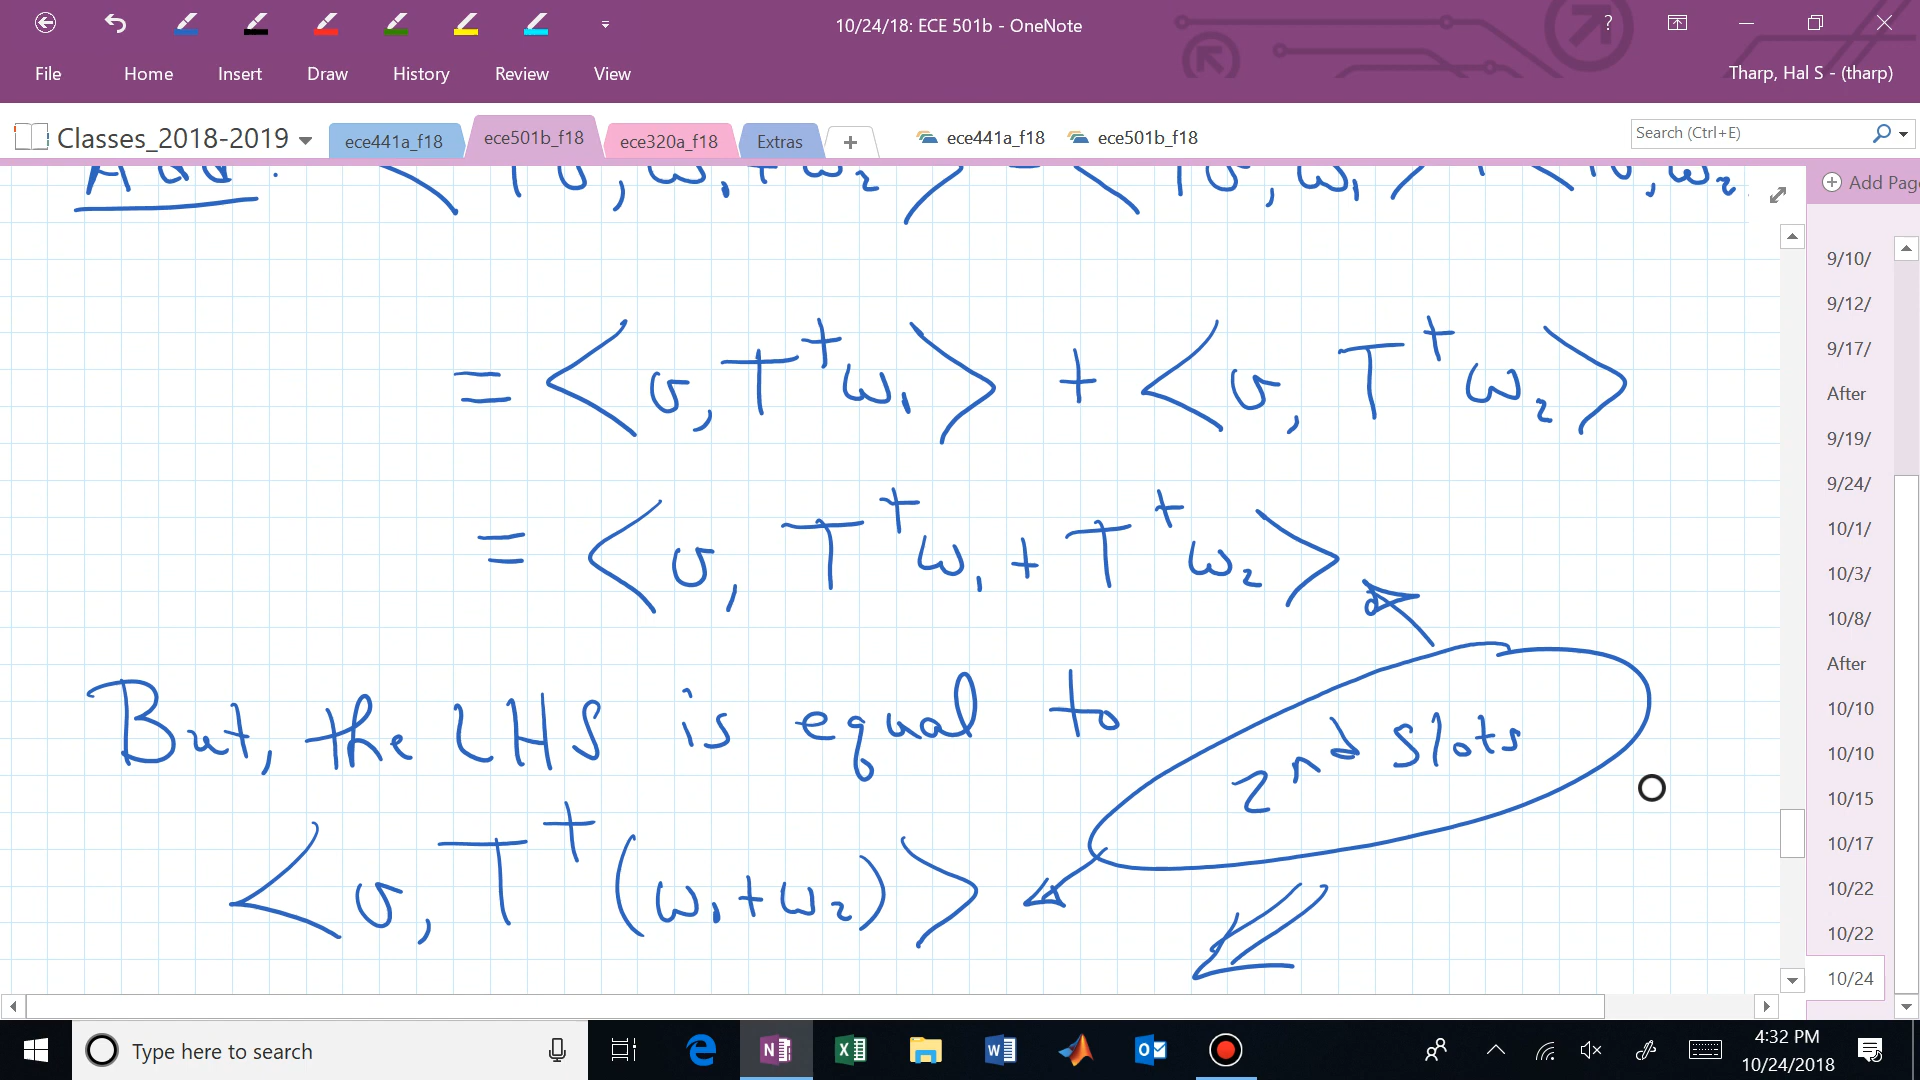 10/24/18: ECE 501b - OneNote
?
File Home Insert Draw History Review View
Tharp, Hal S - (tharp)
Classes_2018-2019 ece441a_f18 ece501b_f18 ece320a_f18 Extras + ece441a_f18 ece501b_f18
Search (Ctrl+E)
Add Page
= <v, T†w₁> + <v, T†w₂>
= <v, T†w₁ + T†w₂>
But, the LHS is equal to
2nd slots
<v, T†(w₁+w₂)>
9/10/
9/12/
9/17/
After
9/19/
9/24/
10/1/
10/3/
10/8/
After
10/10
10/10
10/15
10/17
10/22
10/22
10/24
Type here to search
4:32 PM
10/24/2018